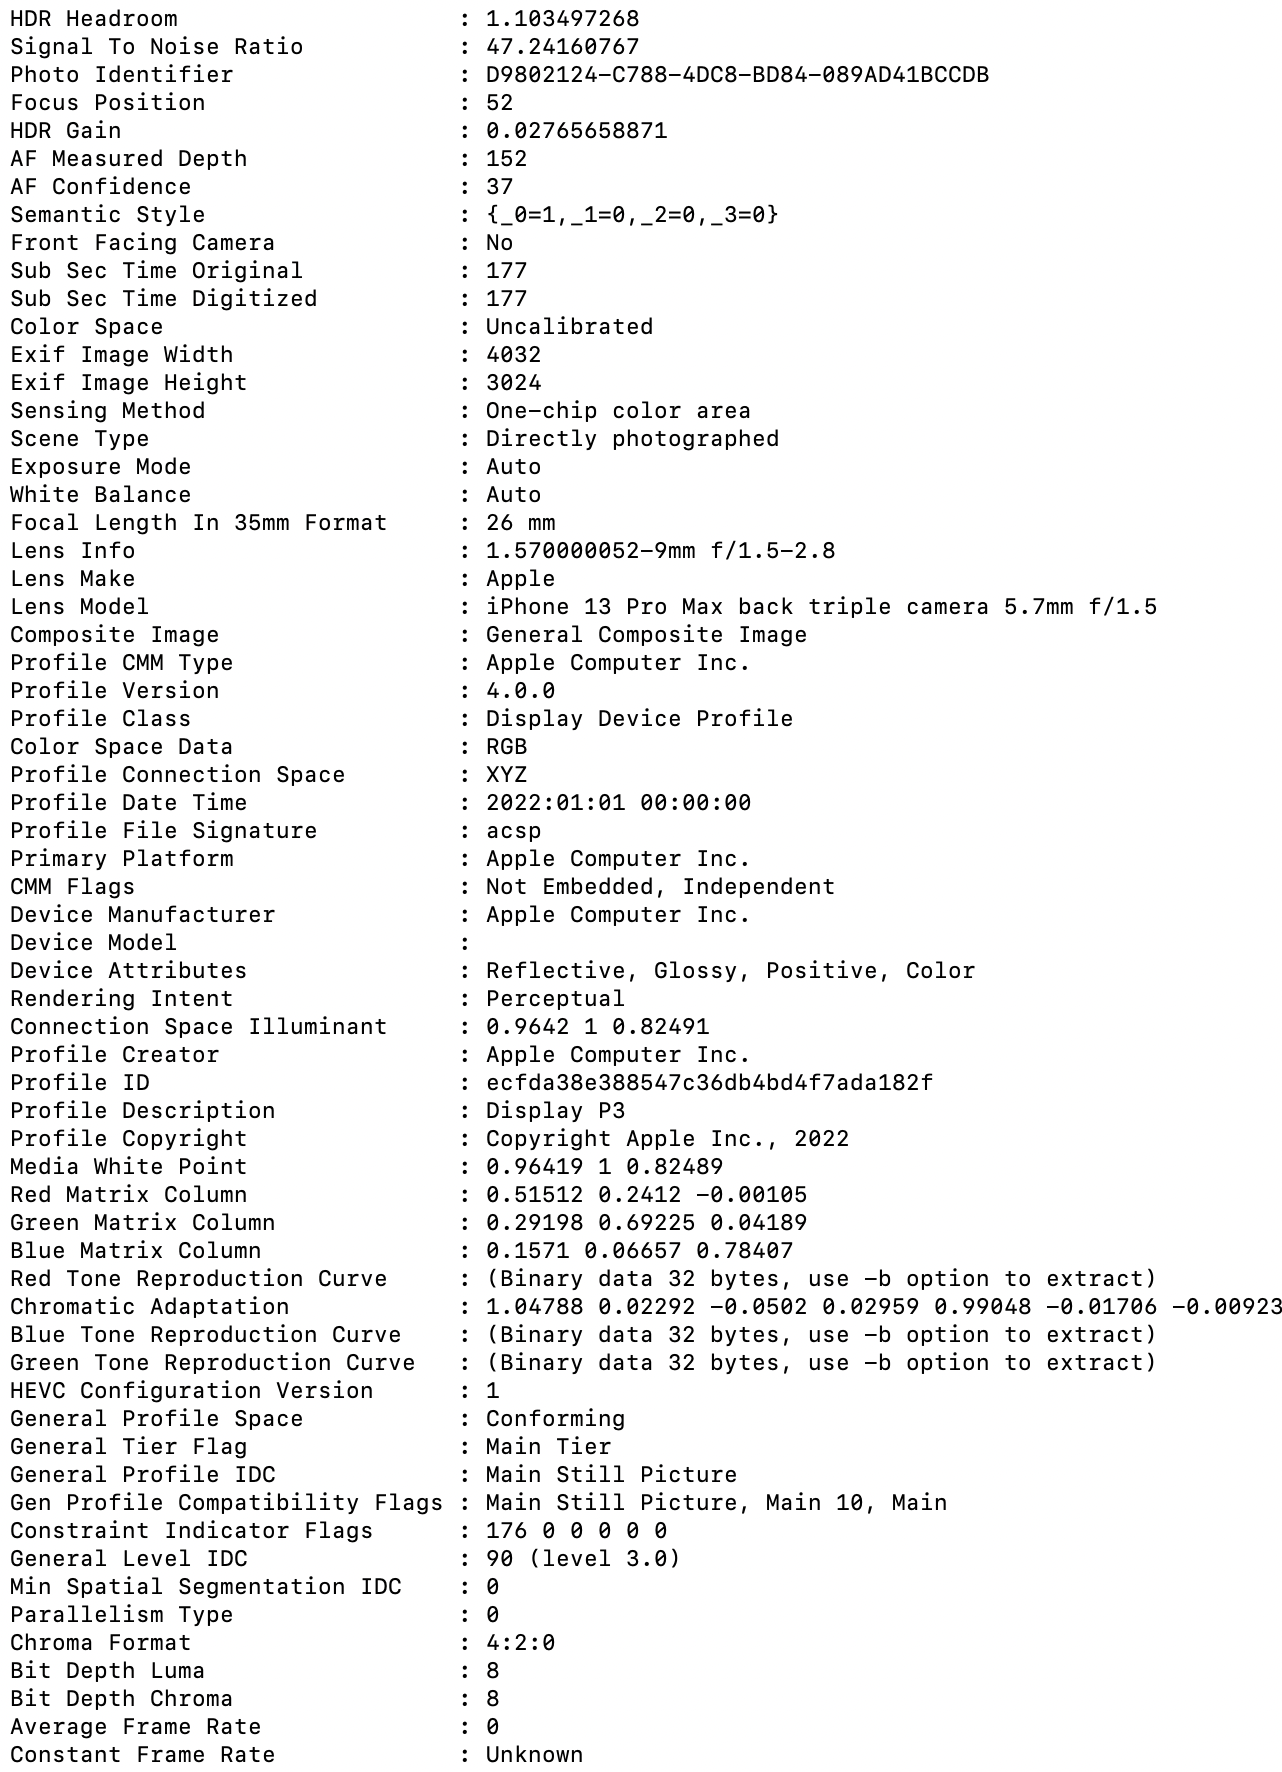 HDR Headroom : 1.103497268
Signal To Noise Ratio : 47.24160767
Photo Identifier : D9802124-C788-4DC8-BD84-089AD41BCCDB
Focus Position : 52
HDR Gain : 0.02765658871
AF Measured Depth : 152
AF Confidence : 37
Semantic Style : {_0=1,_1=0,_2=0,_3=0}
Front Facing Camera : No
Sub Sec Time Original : 177
Sub Sec Time Digitized : 177
Color Space : Uncalibrated
Exif Image Width : 4032
Exif Image Height : 3024
Sensing Method : One-chip color area
Scene Type : Directly photographed
Exposure Mode : Auto
White Balance : Auto
Focal Length In 35mm Format : 26 mm
Lens Info : 1.570000052-9mm f/1.5-2.8
Lens Make : Apple
Lens Model : iPhone 13 Pro Max back triple camera 5.7mm f/1.5
Composite Image : General Composite Image
Profile CMM Type : Apple Computer Inc.
Profile Version : 4.0.0
Profile Class : Display Device Profile
Color Space Data : RGB
Profile Connection Space : XYZ
Profile Date Time : 2022:01:01 00:00:00
Profile File Signature : acsp
Primary Platform : Apple Computer Inc.
CMM Flags : Not Embedded, Independent
Device Manufacturer : Apple Computer Inc.
Device Model :
Device Attributes : Reflective, Glossy, Positive, Color
Rendering Intent : Perceptual
Connection Space Illuminant : 0.9642 1 0.82491
Profile Creator : Apple Computer Inc.
Profile ID : ecfda38e388547c36db4bd4f7ada182f
Profile Description : Display P3
Profile Copyright : Copyright Apple Inc., 2022
Media White Point : 0.96419 1 0.82489
Red Matrix Column : 0.51512 0.2412 -0.00105
Green Matrix Column : 0.29198 0.69225 0.04189
Blue Matrix Column : 0.1571 0.06657 0.78407
Red Tone Reproduction Curve : (Binary data 32 bytes, use -b option to extract)
Chromatic Adaptation : 1.04788 0.02292 -0.0502 0.02959 0.99048 -0.01706 -0.00923
Blue Tone Reproduction Curve : (Binary data 32 bytes, use -b option to extract)
Green Tone Reproduction Curve : (Binary data 32 bytes, use -b option to extract)
HEVC Configuration Version : 1
General Profile Space : Conforming
General Tier Flag : Main Tier
General Profile IDC : Main Still Picture
Gen Profile Compatibility Flags : Main Still Picture, Main 10, Main
Constraint Indicator Flags : 176 0 0 0 0 0
General Level IDC : 90 (level 3.0)
Min Spatial Segmentation IDC : 0
Parallelism Type : 0
Chroma Format : 4:2:0
Bit Depth Luma : 8
Bit Depth Chroma : 8
Average Frame Rate : 0
Constant Frame Rate : Unknown